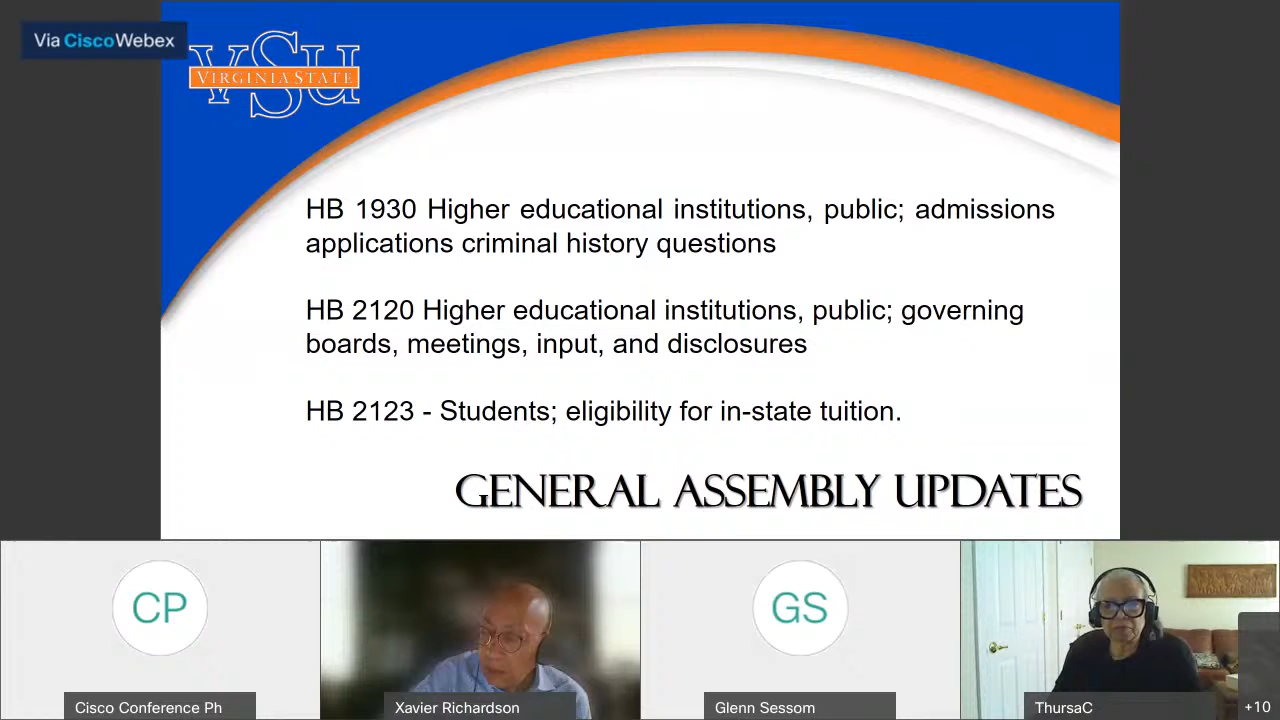 Via Cisco Webex
VSU
VIRGINIA STATE
HB 1930 Higher educational institutions, public; admissions
applications criminal history questions
HB 2120 Higher educational institutions, public; governing
boards, meetings, input, and disclosures
HB 2123 - Students; eligibility for in-state tuition.
GENERAL ASSEMBLY UPDATES
CP
GS
Cisco Conference Ph
Xavier Richardson
Glenn Sessom
ThursaC
+10